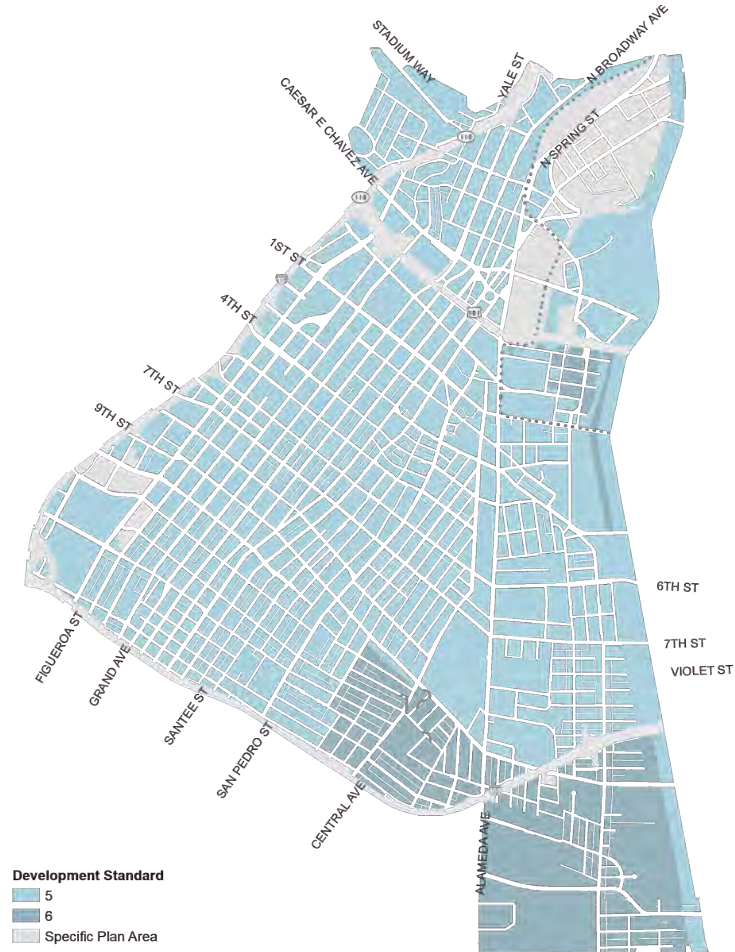 STADIUM WAY
N BROADWAY AVE
YALE ST
CAESAR E CHAVEZ AVE
110
N SPRING ST
110
1ST ST
4TH ST
101
7TH ST
9TH ST
6TH ST
7TH ST
VIOLET ST
FIGUEROA ST
GRAND AVE
SANTEE ST
SAN PEDRO ST
CENTRAL AVE
ALAMEDA AVE
Development Standard
5
6
Specific Plan Area